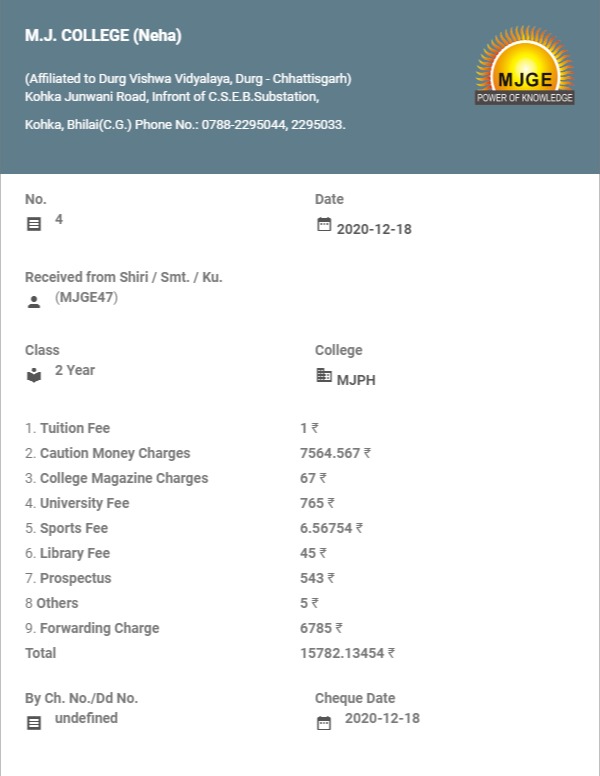 M.J. COLLEGE (Neha)
MJGE
POWER OF KNOWLEDGE
(Affiliated to Durg Vishwa Vidyalaya, Durg - Chhattisgarh)
Kohka Junwani Road, Infront of C.S.E.B.Substation,
Kohka, Bhilai(C.G.) Phone No.: 0788-2295044, 2295033.
No. Date
4 2020-12-18
Received from Shiri / Smt. / Ku.
(MJGE47)
Class College
2 Year MJPH
1. Tuition Fee 1 ₹
2. Caution Money Charges 7564.567 ₹
3. College Magazine Charges 67 ₹
4. University Fee 765 ₹
5. Sports Fee 6.56754 ₹
6. Library Fee 45 ₹
7. Prospectus 543 ₹
8 Others 5 ₹
9. Forwarding Charge 6785 ₹
Total 15782.13454 ₹
By Ch. No./Dd No. Cheque Date
undefined 2020-12-18